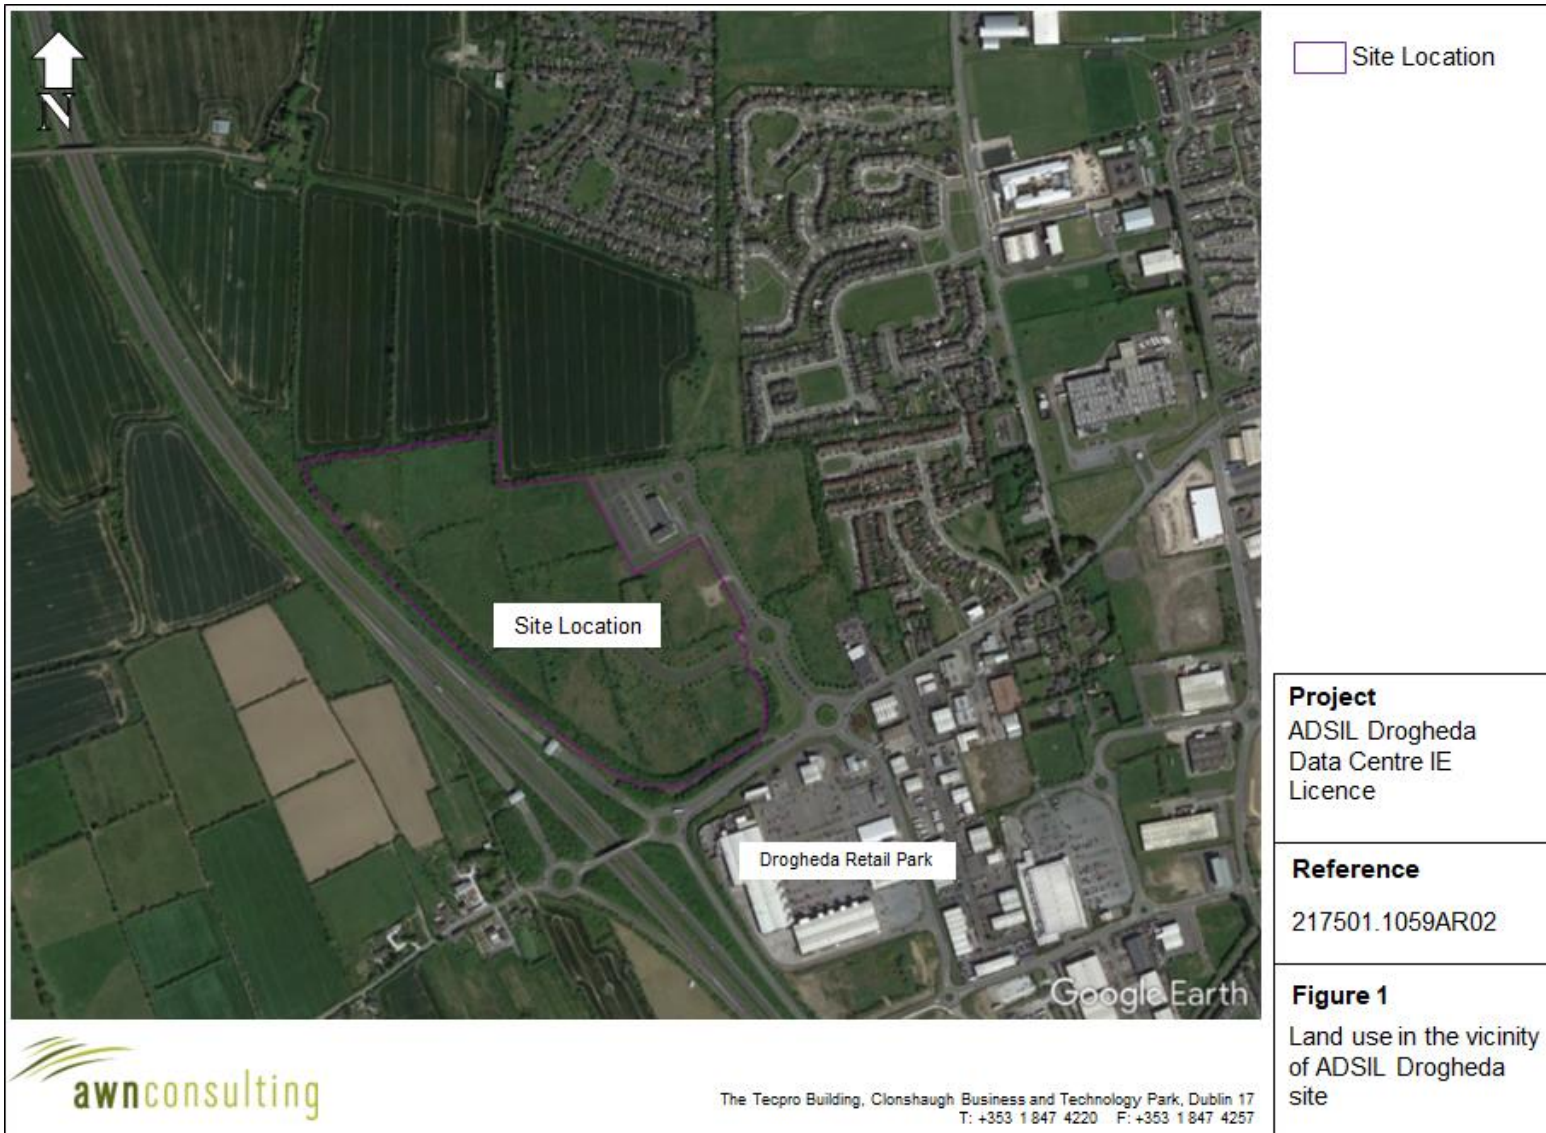 N
Site Location
Site Location
Drogheda Retail Park
Google Earth
Project
ADSIL Drogheda
Data Centre IE
Licence
Reference
217501.1059AR02
Figure 1
Land use in the vicinity
of ADSIL Drogheda
site
awnconsulting
The Tecpro Building, Clonshaugh Business and Technology Park, Dublin 17
T: +353 1 847 4220 F: +353 1 847 4257